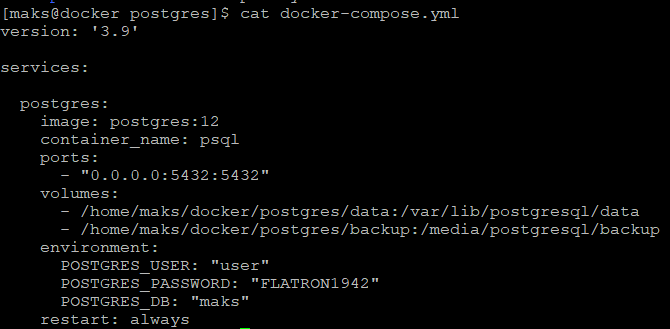 [maks@docker postgres]$ cat docker-compose.yml
version: '3.9'

services:

  postgres:
    image: postgres:12
    container_name: psql
    ports:
      - "0.0.0.0:5432:5432"
    volumes:
      - /home/maks/docker/postgres/data:/var/lib/postgresql/data
      - /home/maks/docker/postgres/backup:/media/postgresql/backup
    environment:
      POSTGRES_USER: "user"
      POSTGRES_PASSWORD: "FLATRON1942"
      POSTGRES_DB: "maks"
    restart: always